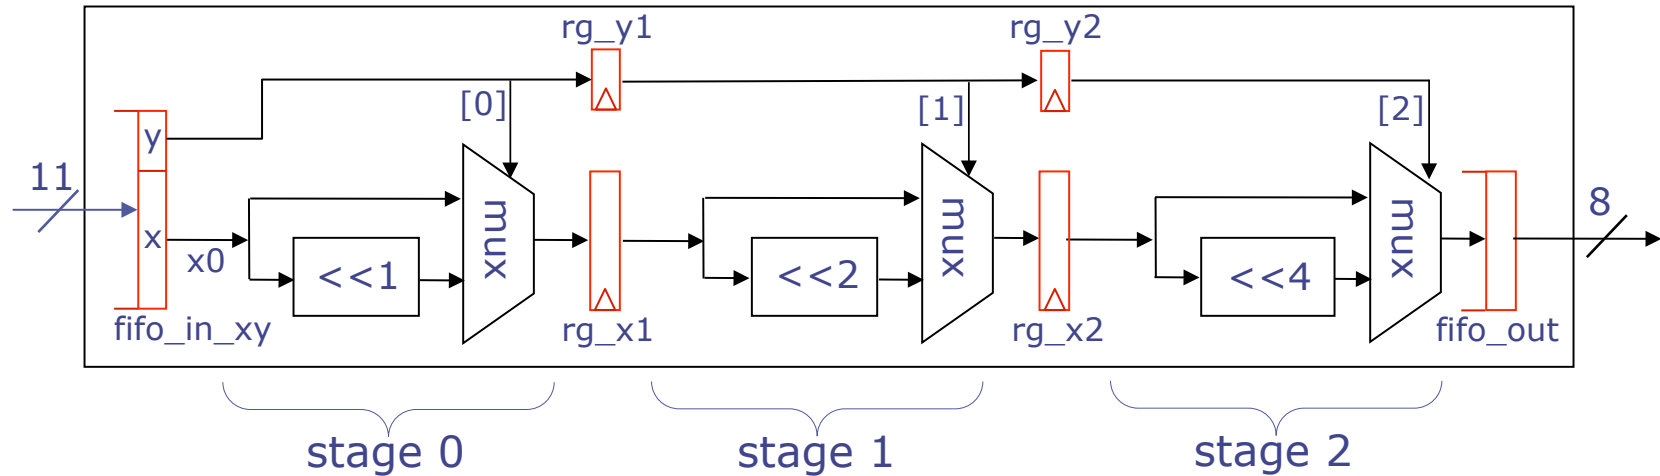 rg_y1
rg_y2
[0]
[1]
[2]
y
11
x
x0
mux
mux
mux
8
<<1
<<2
<<4
fifo_in_xy
rg_x1
rg_x2
fifo_out
stage 0
stage 1
stage 2